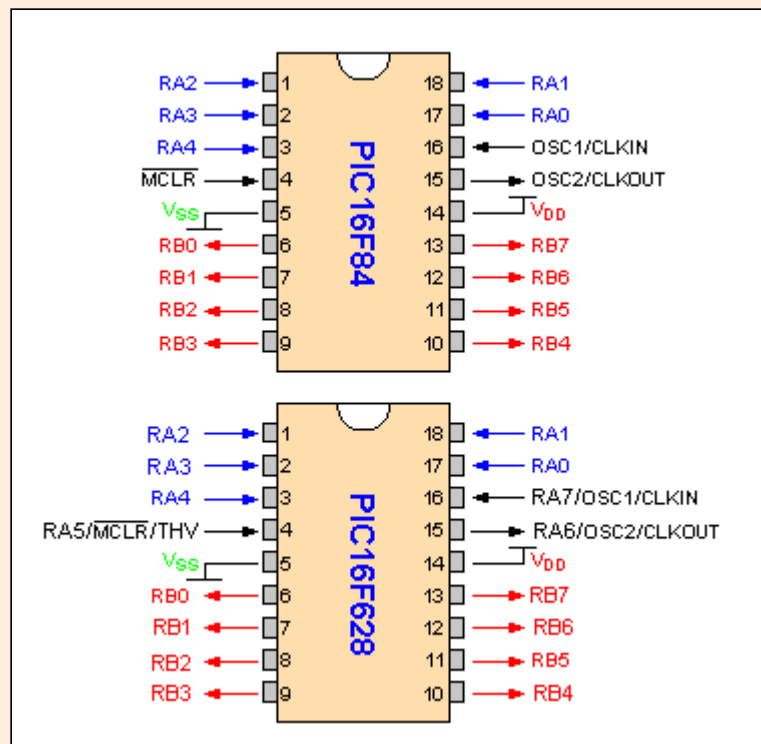 RA2 1 18 RA1
RA3 2 17 RA0
RA4 3 16 OSC1/CLKIN
M̅C̅L̅R̅ 4 15 OSC2/CLKOUT
VSS 5 14 VDD
RB0 6 13 RB7
RB1 7 12 RB6
RB2 8 11 RB5
RB3 9 10 RB4
PIC16F84
RA2 1 18 RA1
RA3 2 17 RA0
RA4 3 16 RA7/OSC1/CLKIN
RA5/M̅C̅L̅R̅/THV 4 15 RA6/OSC2/CLKOUT
VSS 5 14 VDD
RB0 6 13 RB7
RB1 7 12 RB6
RB2 8 11 RB5
RB3 9 10 RB4
PIC16F628